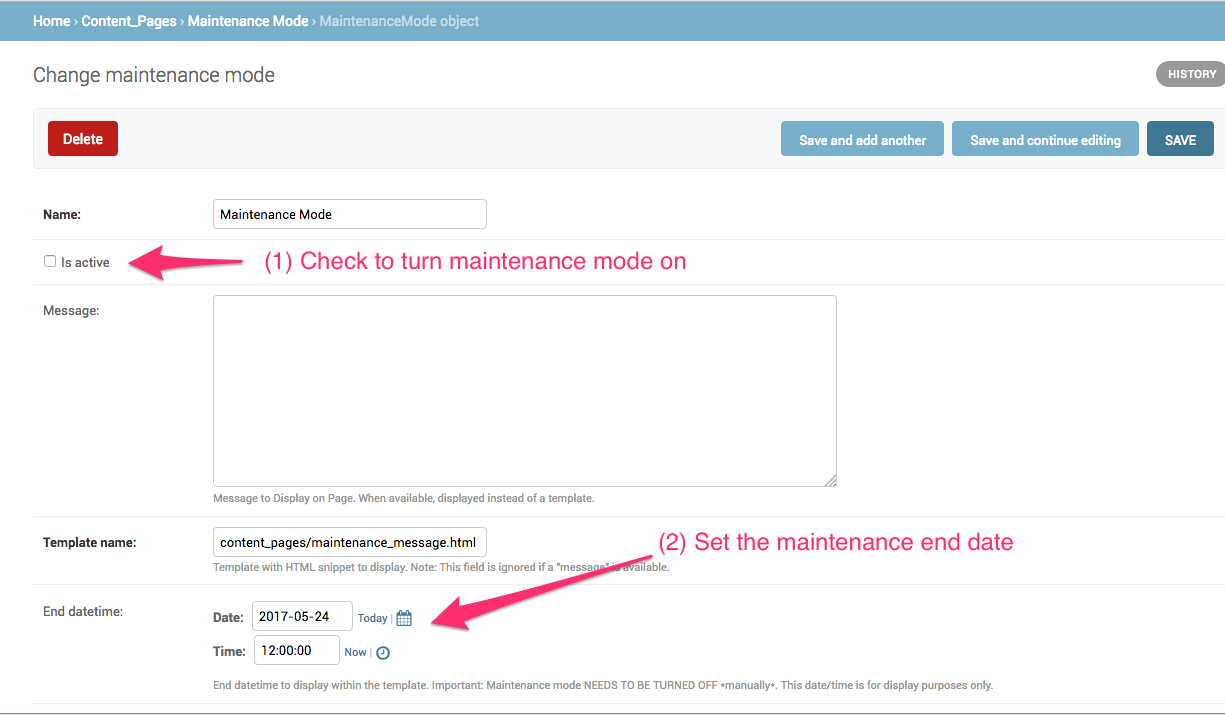 Home › Content_Pages › Maintenance Mode › MaintenanceMode object
Change maintenance mode
HISTORY
Delete
Save and add another
Save and continue editing
SAVE
Name:
Maintenance Mode
Is active
(1) Check to turn maintenance mode on
Message:
Message to Display on Page. When available, displayed instead of a template.
Template name:
content_pages/maintenance_message.html
(2) Set the maintenance end date
Template with HTML snippet to display. Note: This field is ignored if a "message" is available.
End datetime:
Date:
2017-05-24
Today |
Time:
12:00:00
Now |
End datetime to display within the template. Important: Maintenance mode NEEDS TO BE TURNED OFF *manually*. This date/time is for display purposes only.